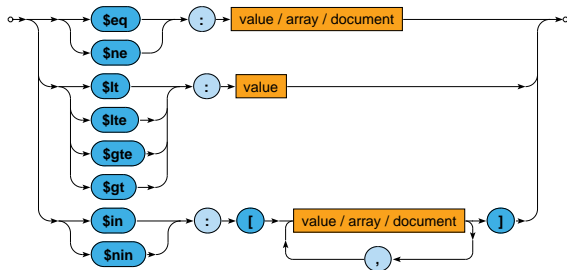 $eq : value / array / document
$ne
$lt : value
$lte
$gte
$gt
$in : [ value / array / document ]
$nin ,